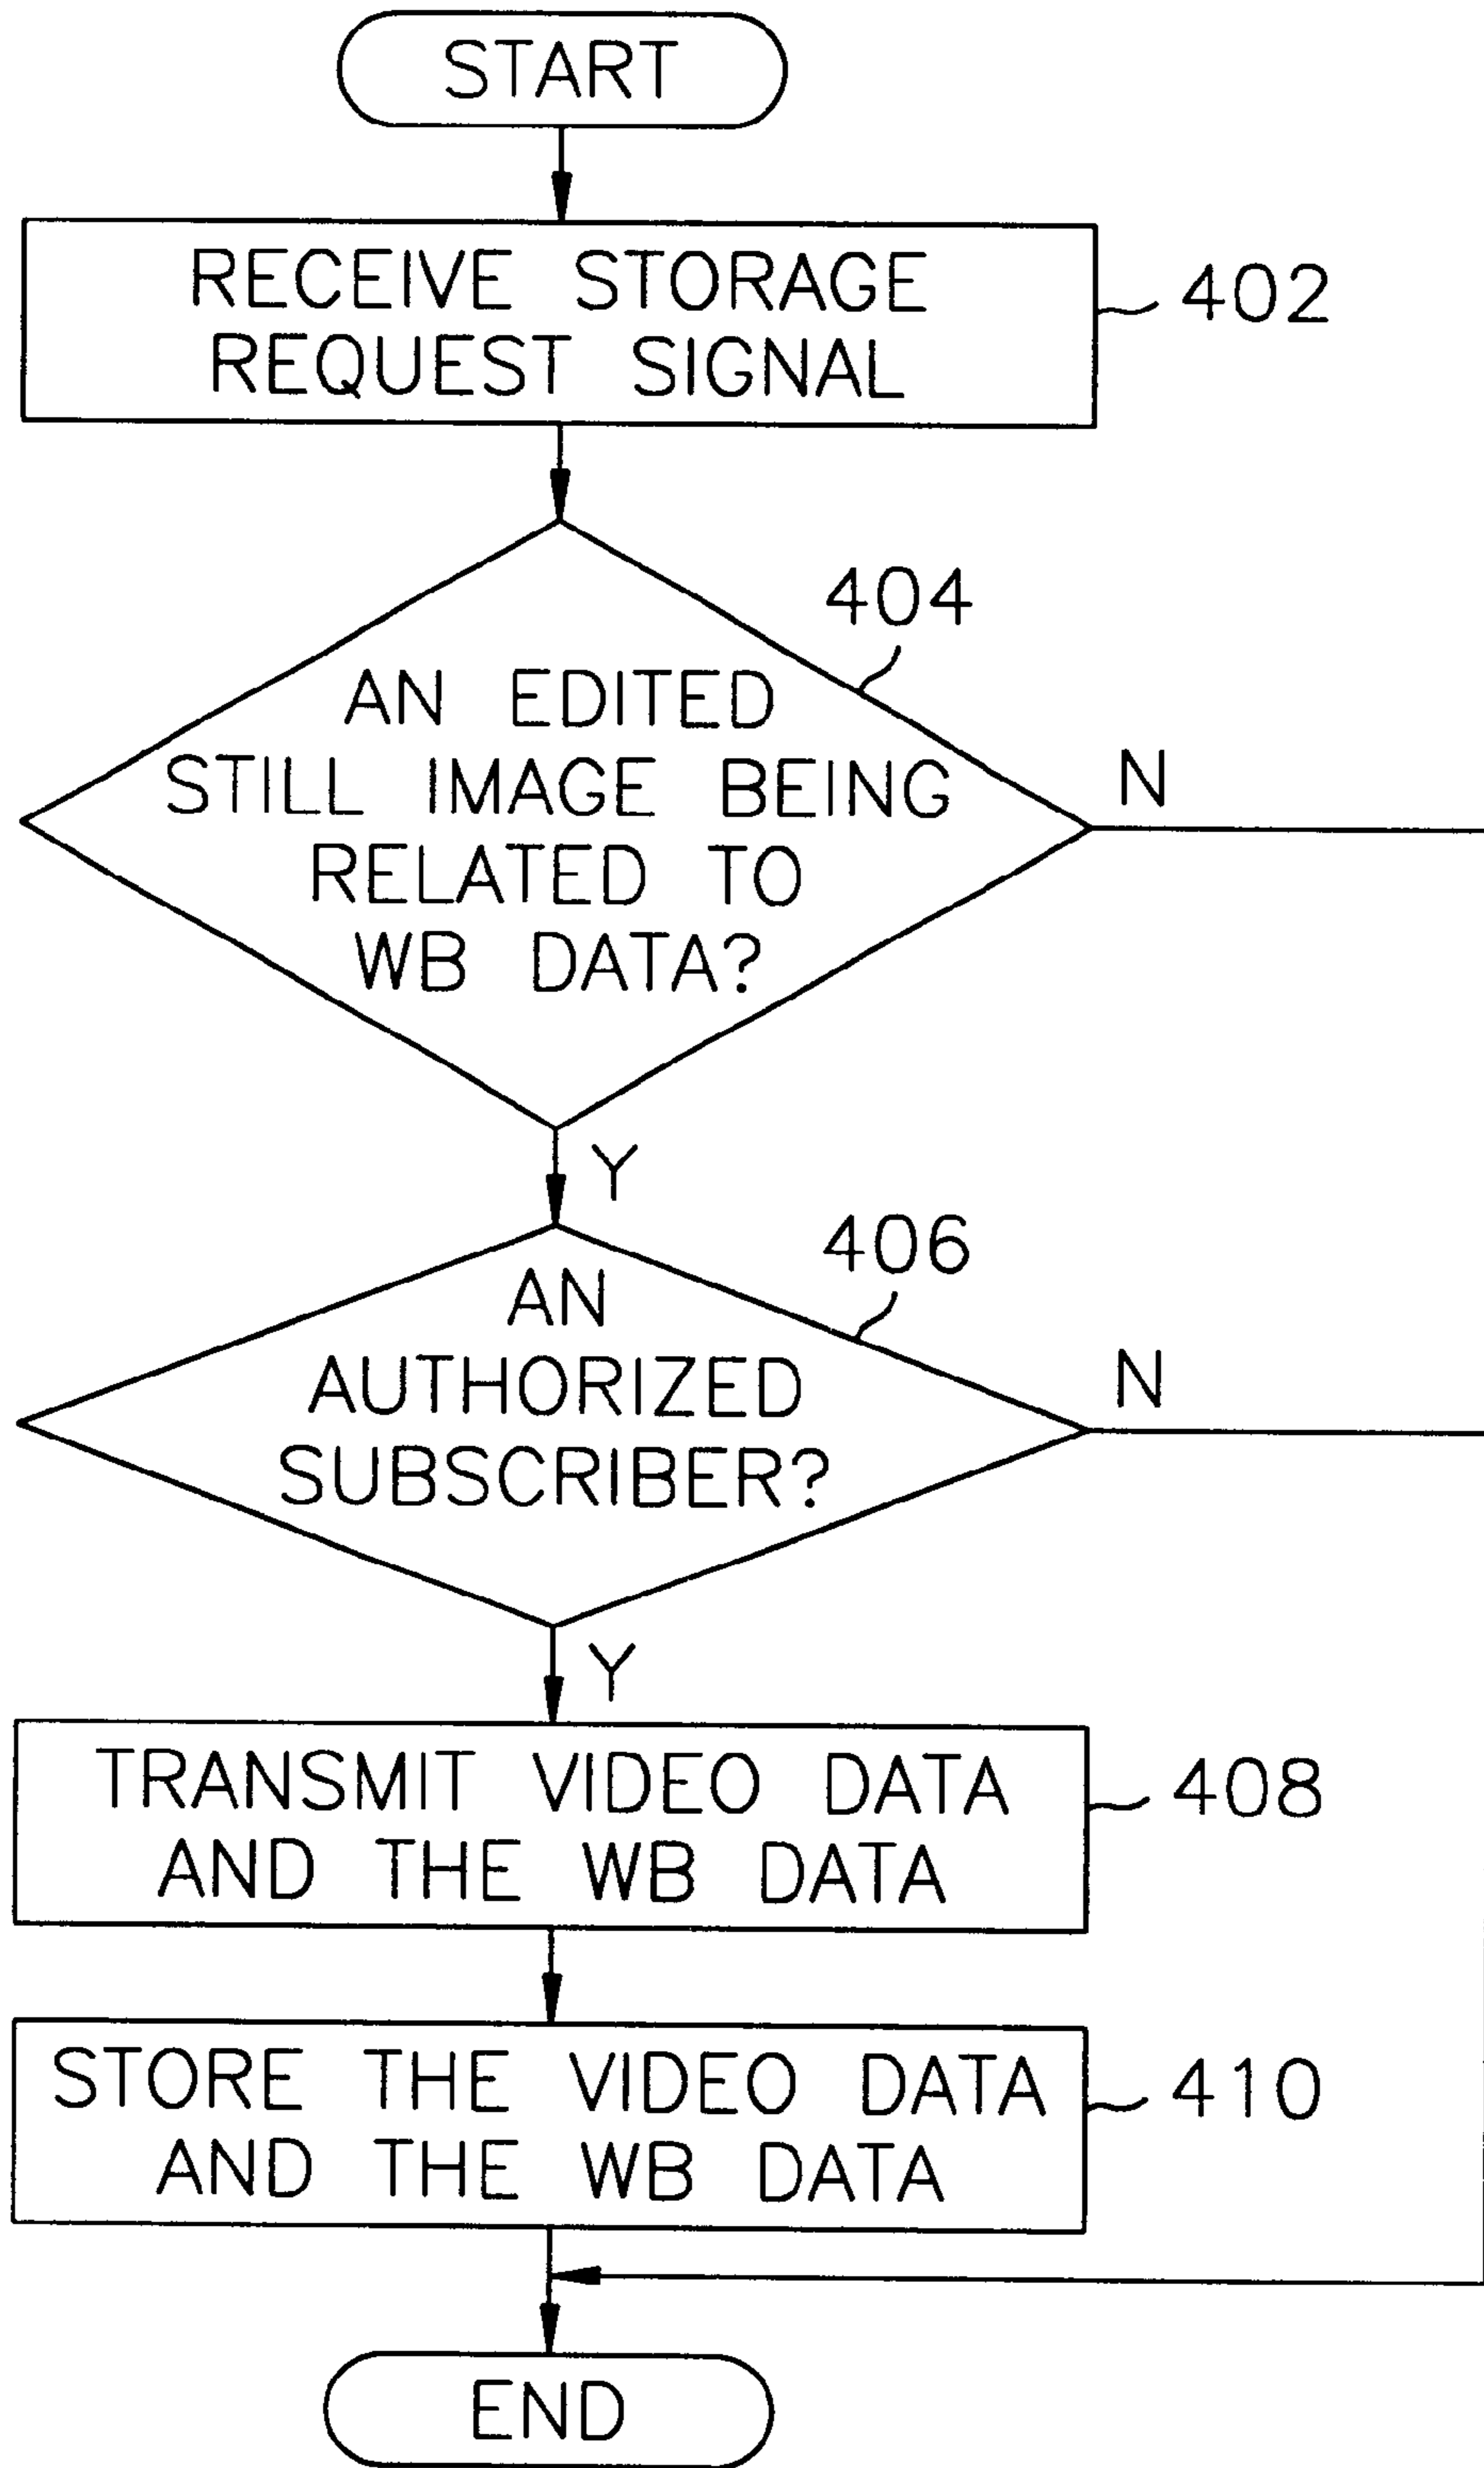 START
RECEIVE STORAGE
REQUEST SIGNAL
402
404
AN EDITED
STILL IMAGE BEING
RELATED TO
WB DATA?
N
Y
406
AN
AUTHORIZED
SUBSCRIBER?
N
Y
TRANSMIT VIDEO DATA
AND THE WB DATA
408
STORE THE VIDEO DATA
AND THE WB DATA
410
END